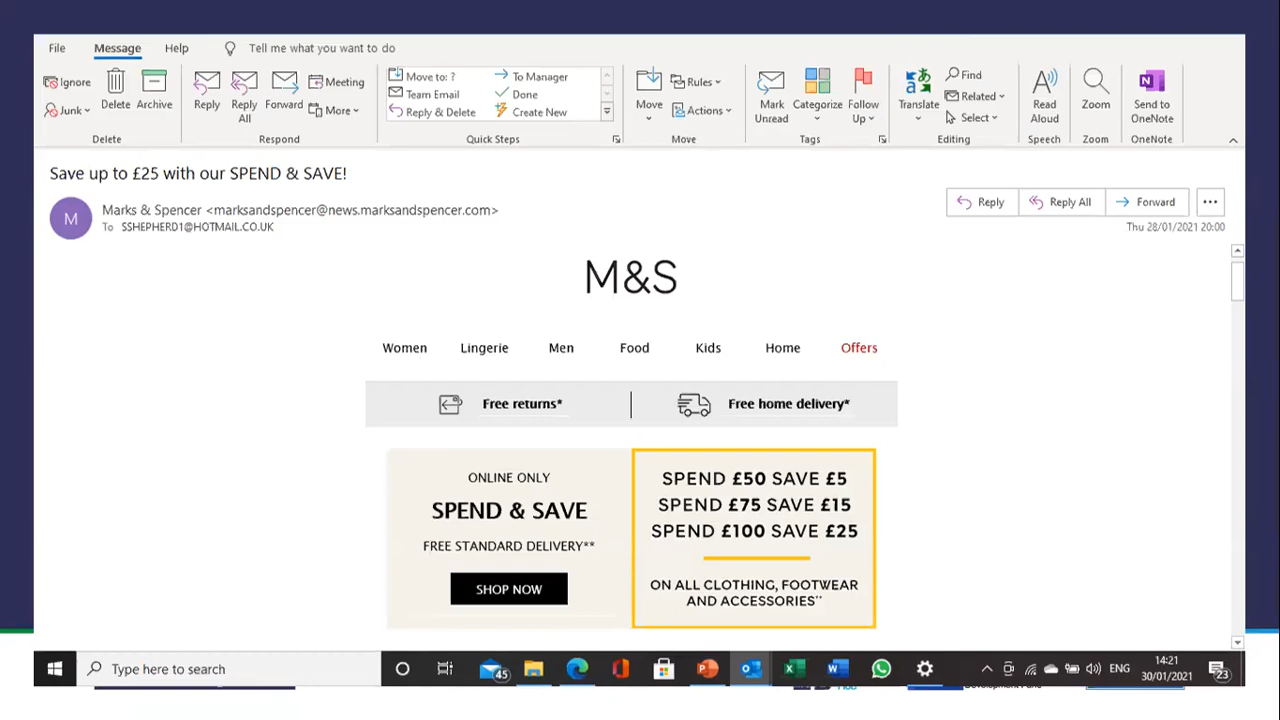 File Message Help Tell me what you want to do
Ignore
Junk
Delete
Archive
Delete
Reply
Reply All
Forward
Meeting
More
Respond
Move to: ? To Manager
Team Email Done
Reply & Delete Create New
Quick Steps
Move
Rules
Actions
Move
Mark Unread
Categorize
Follow Up
Tags
Translate
Find
Related
Select
Editing
Read Aloud
Speech
Zoom
Zoom
Send to OneNote
OneNote
Save up to £25 with our SPEND & SAVE!
M
Marks & Spencer <marksandspencer@news.marksandspencer.com>
To SSHEPHERD1@HOTMAIL.CO.UK
Reply Reply All Forward
Thu 28/01/2021 20:00
M&S
Women Lingerie Men Food Kids Home Offers
Free returns* Free home delivery*
ONLINE ONLY
SPEND & SAVE
FREE STANDARD DELIVERY**
SHOP NOW
SPEND £50 SAVE £5
SPEND £75 SAVE £15
SPEND £100 SAVE £25
ON ALL CLOTHING, FOOTWEAR
AND ACCESSORIES**
Type here to search
45
ENG
14:21
30/01/2021
23